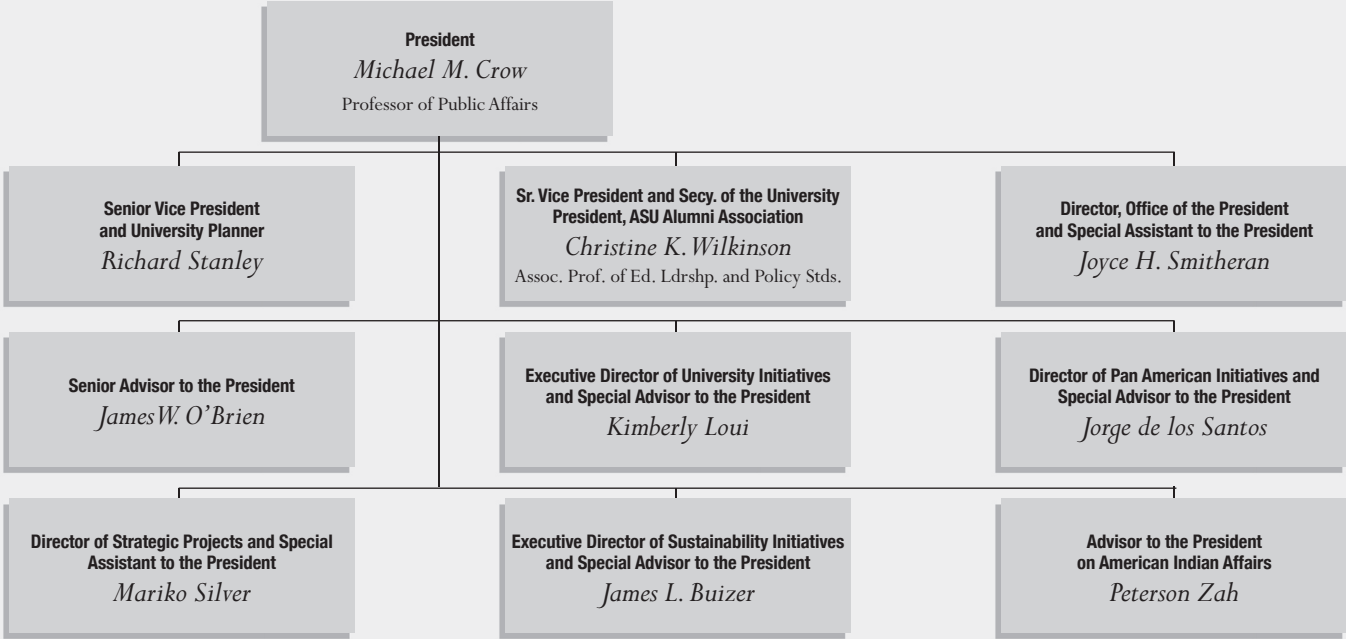 President
Michael M. Crow
Professor of Public Affairs
Senior Vice President
and University Planner
Richard Stanley
Sr. Vice President and Secy. of the University
President, ASU Alumni Association
Christine K. Wilkinson
Assoc. Prof. of Ed. Ldrshp. and Policy Stds.
Director, Office of the President
and Special Assistant to the President
Joyce H. Smitheran
Senior Advisor to the President
James W. O’Brien
Executive Director of University Initiatives
and Special Advisor to the President
Kimberly Loui
Director of Pan American Initiatives and
Special Advisor to the President
Jorge de los Santos
Director of Strategic Projects and Special
Assistant to the President
Mariko Silver
Executive Director of Sustainability Initiatives
and Special Advisor to the President
James L. Buizer
Advisor to the President
on American Indian Affairs
Peterson Zah